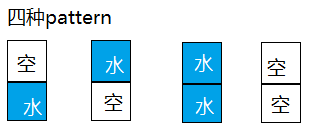 四种pattern
空 水 水 空
水 空 水 空